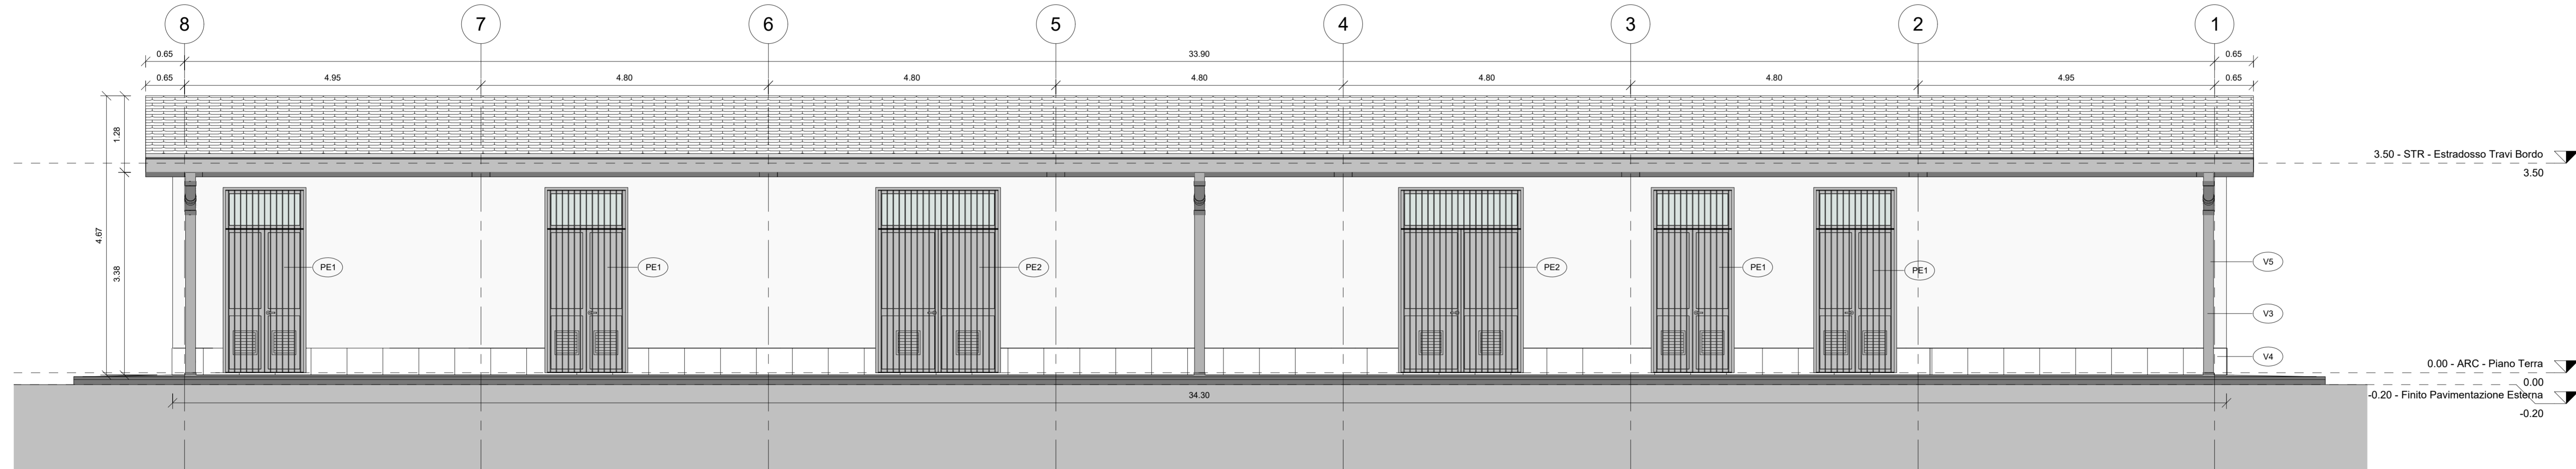 8 7 6 5 4 3 2 1
0.65 33.90 0.65
0.65 4.95 4.80 4.80 4.80 4.80 4.80 4.95 0.65
1.28
3.50 - STR - Estradosso Travi Bordo
3.50
4.67
3.38
PE1 PE1 PE2 PE2 PE1 PE1
V5
V3
V4
0.00 - ARC - Piano Terra
0.00
-0.20 - Finito Pavimentazione Esterna
-0.20
34.30